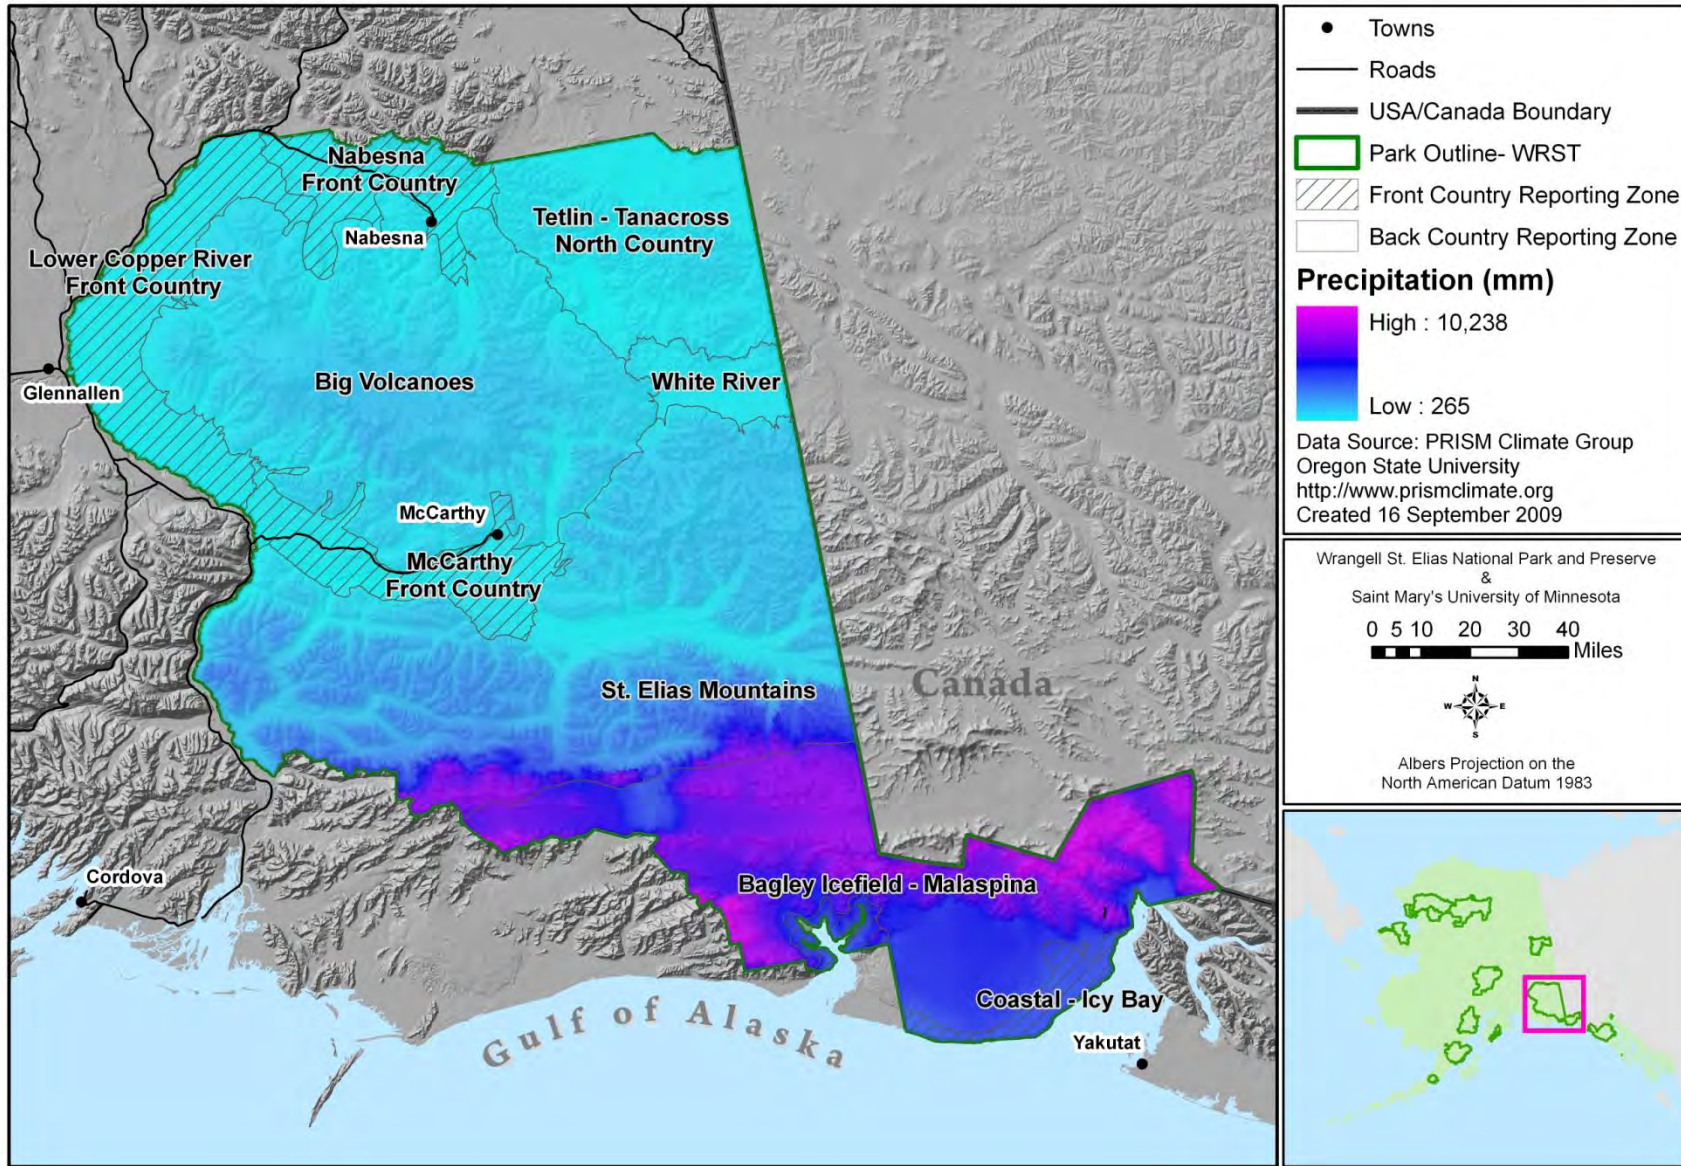 Nabesna
Front Country
Nabesna
Tetlin - Tanacross
North Country
Lower Copper River
Front Country
Glennallen
Big Volcanoes
White River
McCarthy
McCarthy
Front Country
St. Elias Mountains
Canada
Bagley Icefield - Malaspina
Cordova
Coastal - Icy Bay
Yakutat
Gulf of Alaska
Towns
Roads
USA/Canada Boundary
Park Outline- WRST
Front Country Reporting Zone
Back Country Reporting Zone
Precipitation (mm)
High : 10,238
Low : 265
Data Source: PRISM Climate Group
Oregon State University
http://www.prismclimate.org
Created 16 September 2009
Wrangell St. Elias National Park and Preserve
&
Saint Mary's University of Minnesota
0 5 10 20 30 40
Miles
N
W E
S
Albers Projection on the
North American Datum 1983